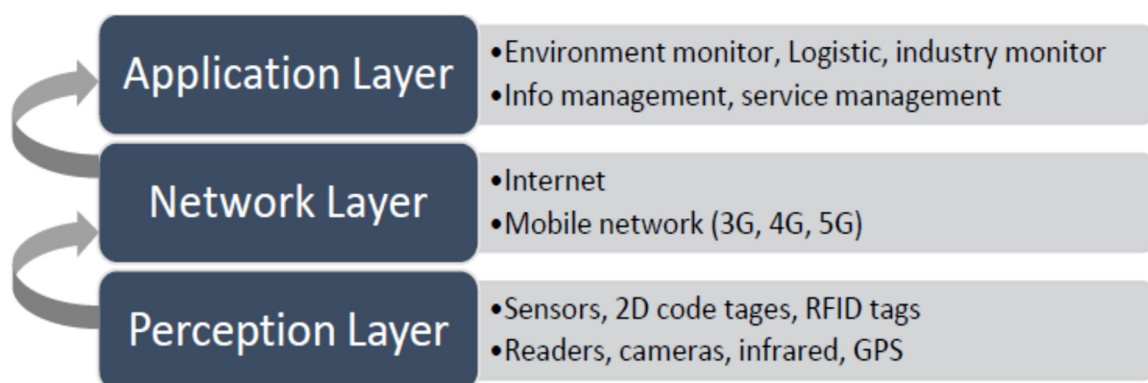 Application Layer
•Environment monitor, Logistic, industry monitor
•Info management, service management
Network Layer
•Internet
•Mobile network (3G, 4G, 5G)
Perception Layer
•Sensors, 2D code tages, RFID tags
•Readers, cameras, infrared, GPS